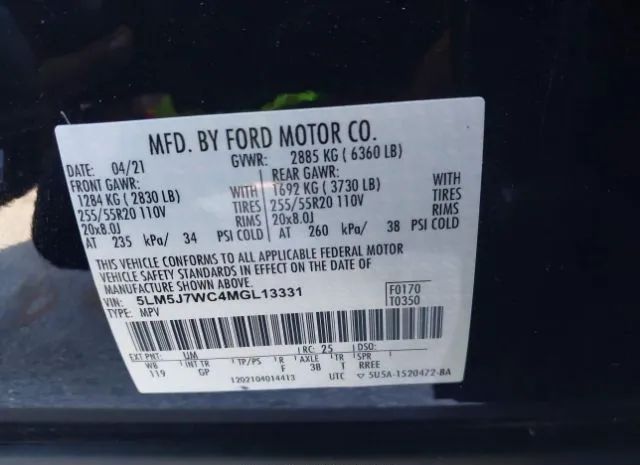 MFD. BY FORD MOTOR CO.
DATE: 04/21 GVWR: 2885 KG ( 6360 LB)
FRONT GAWR: REAR GAWR:
1284 KG ( 2830 LB) WITH 1692 KG ( 3730 LB) WITH
255/55R20 110V TIRES 255/55R20 110V TIRES
20x8.0J RIMS 20x8.0J RIMS
AT 235 kPa/ 34 PSI COLD AT 260 kPa/ 38 PSI COLD
THIS VEHICLE CONFORMS TO ALL APPLICABLE FEDERAL MOTOR
VEHICLE SAFETY STANDARDS IN EFFECT ON THE DATE OF
MANUFACTURE SHOWN ABOVE.
VIN: 5LM5J7WC4MGL13331 F0170
TYPE: MPV T0350
EXT PNT: UM RC: 25 DSO:
WB INT TR TP/PS R AXLE TR SPR
119 GP F 3B T RREE
1202104014413 UTC 5U5A-1520472-BA